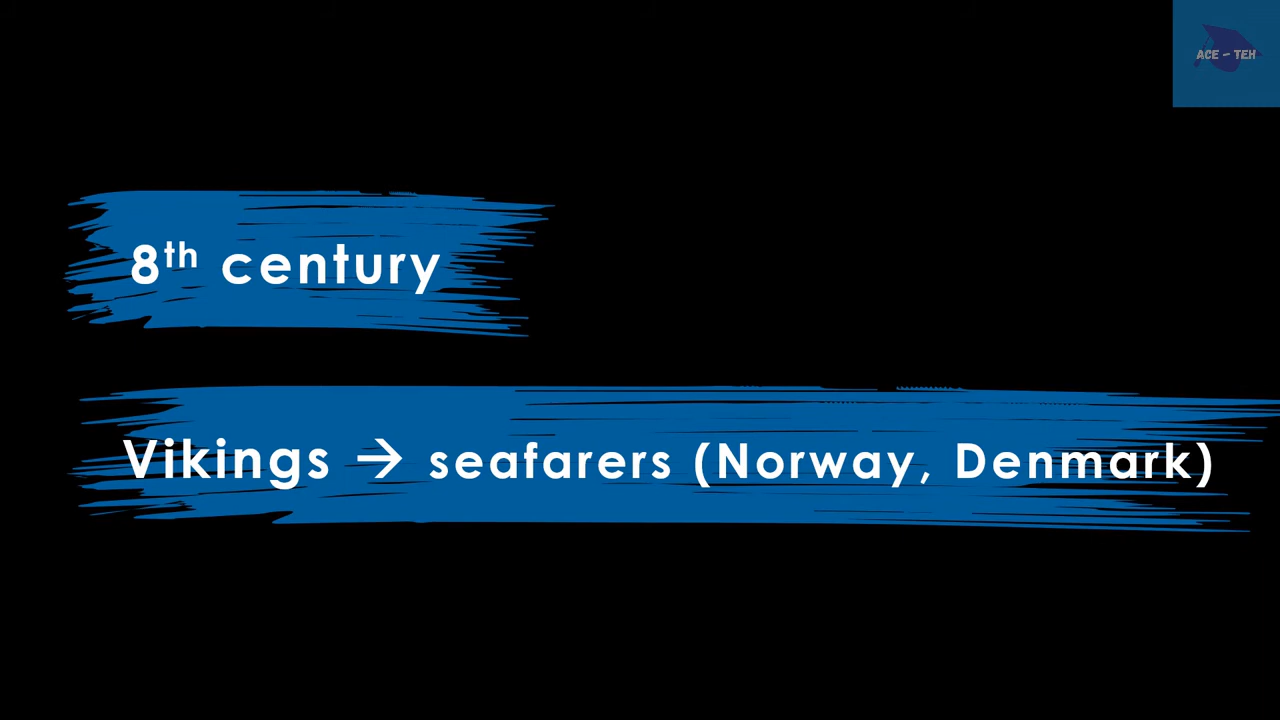 ACE - TEH
8th century
Vikings → seafarers (Norway, Denmark)